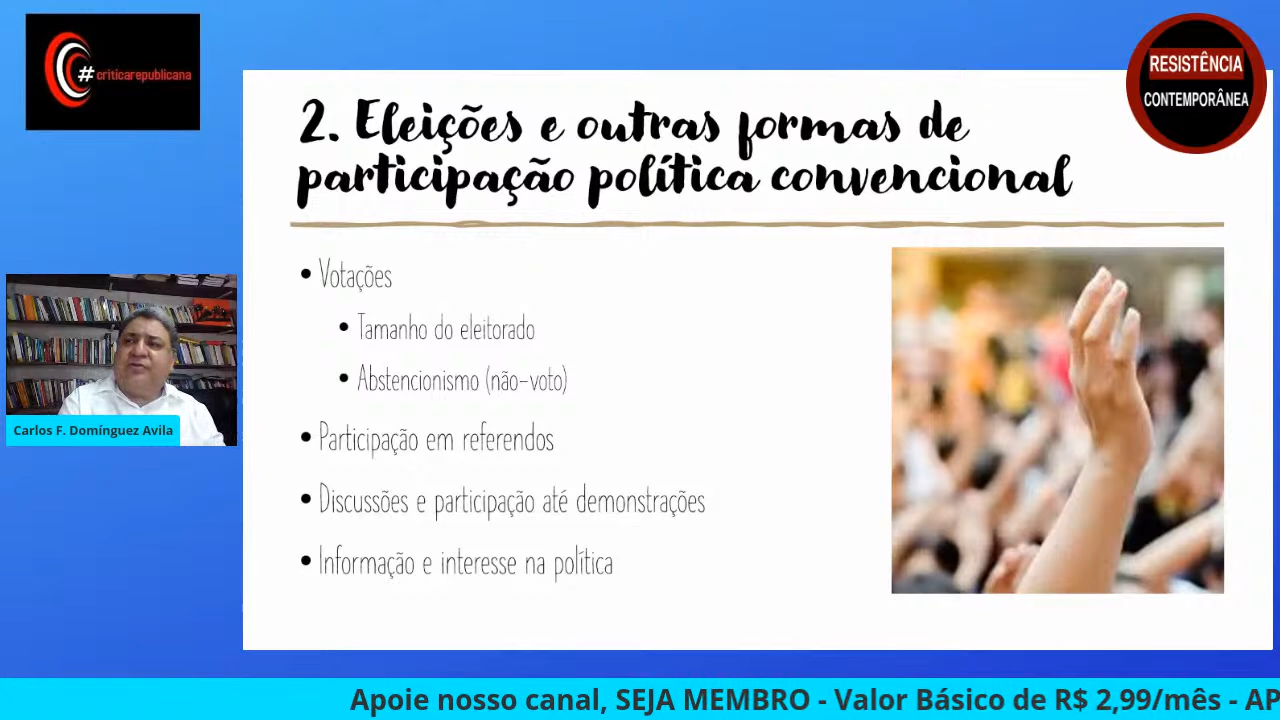 #criticarepublicana
RESISTÊNCIA
CONTEMPORÂNEA
2. Eleições e outras formas de
participação política convencional
• Votações
• Tamanho do eleitorado
• Abstencionismo (não-voto)
• Participação em referendos
• Discussões e participação até demonstrações
• Informação e interesse na política
Carlos F. Domínguez Avila
Apoie nosso canal, SEJA MEMBRO - Valor Básico de R$ 2,99/mês - AP